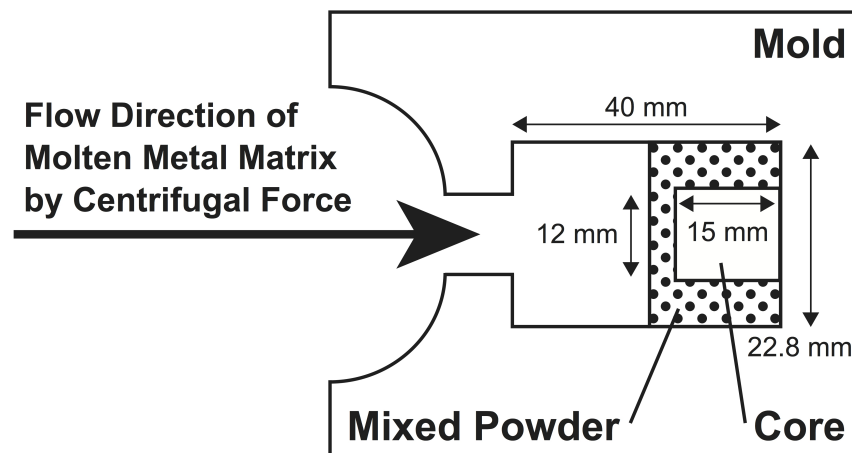 Mold
40 mm
Flow Direction of
Molten Metal Matrix
by Centrifugal Force
12 mm
15 mm
22.8 mm
Mixed Powder
Core